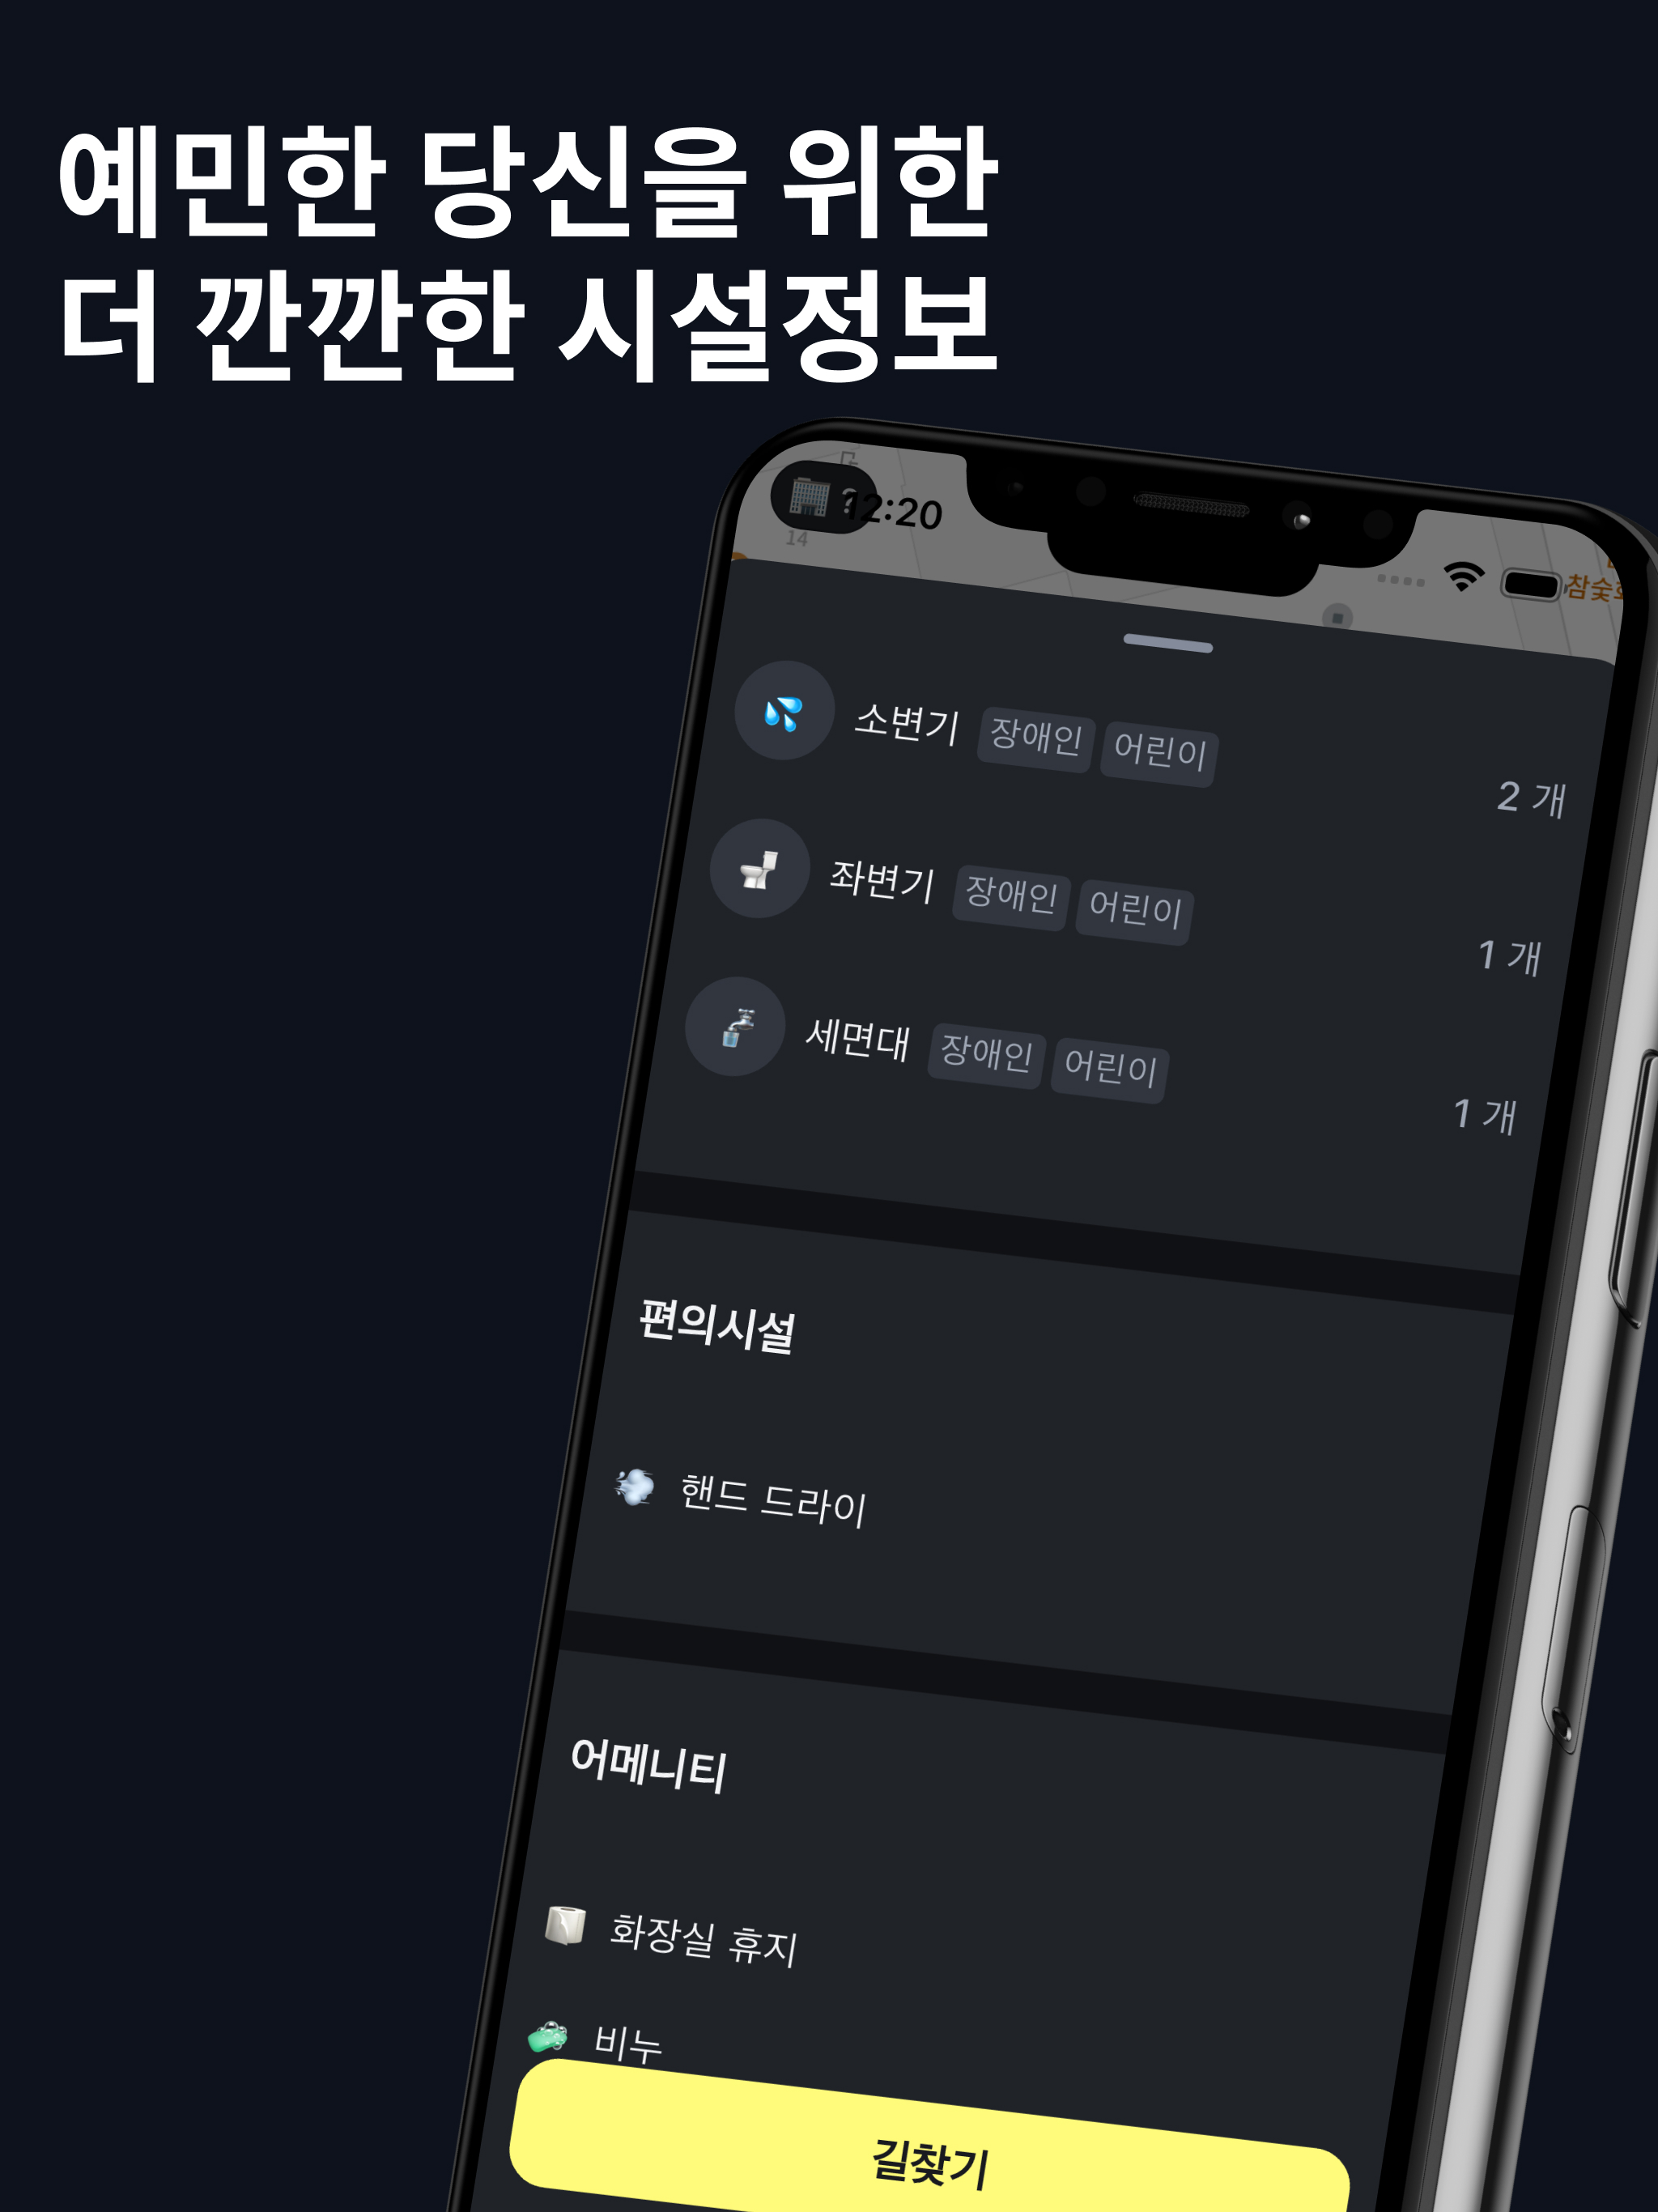 예민한 당신을 위한
더 깐깐한 시설정보
?
12:20
14
참숯
소변기 장애인 어린이
2 개
좌변기 장애인 어린이
1 개
세면대 장애인 어린이
1 개
편의시설
핸드 드라이
어메니티
화장실 휴지
비누
길찾기